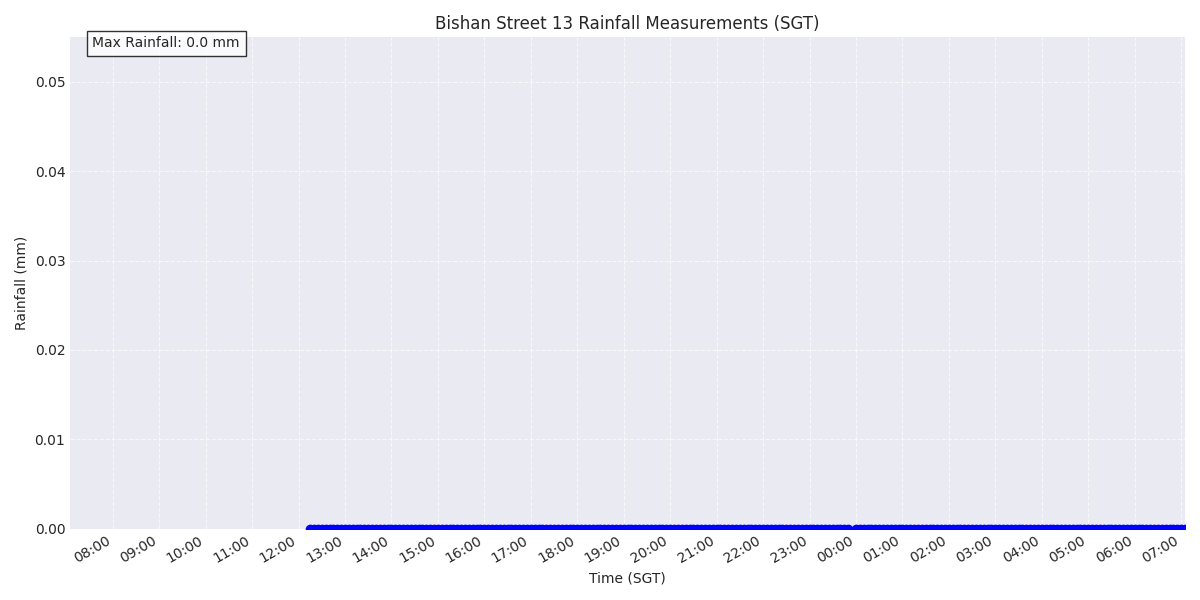 Bishan Street 13 Rainfall Measurements (SGT)
Max Rainfall: 0.0 mm
0.05
0.04
0.03
0.02
0.01
0.00
Rainfall (mm)
08:00 09:00 10:00 11:00 12:00 13:00 14:00 15:00 16:00 17:00 18:00 19:00 20:00 21:00 22:00 23:00 00:00 01:00 02:00 03:00 04:00 05:00 06:00 07:00
Time (SGT)